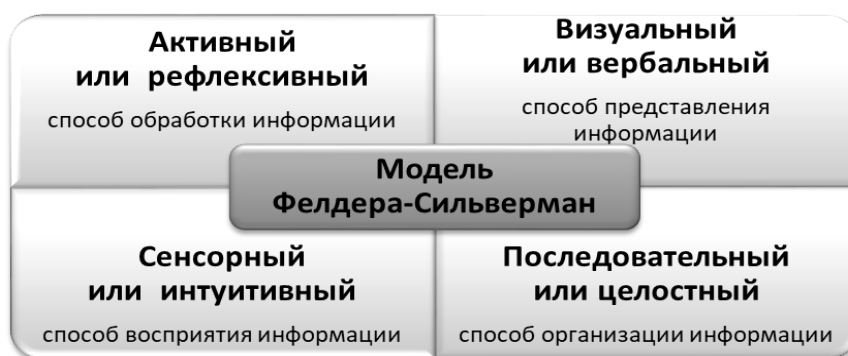 Активный
или рефлексивный
способ обработки информации
Визуальный
или вербальный
способ представления
информации
Модель
Фелдера-Сильверман
Сенсорный
или интуитивный
способ восприятия информации
Последовательный
или целостный
способ организации информации